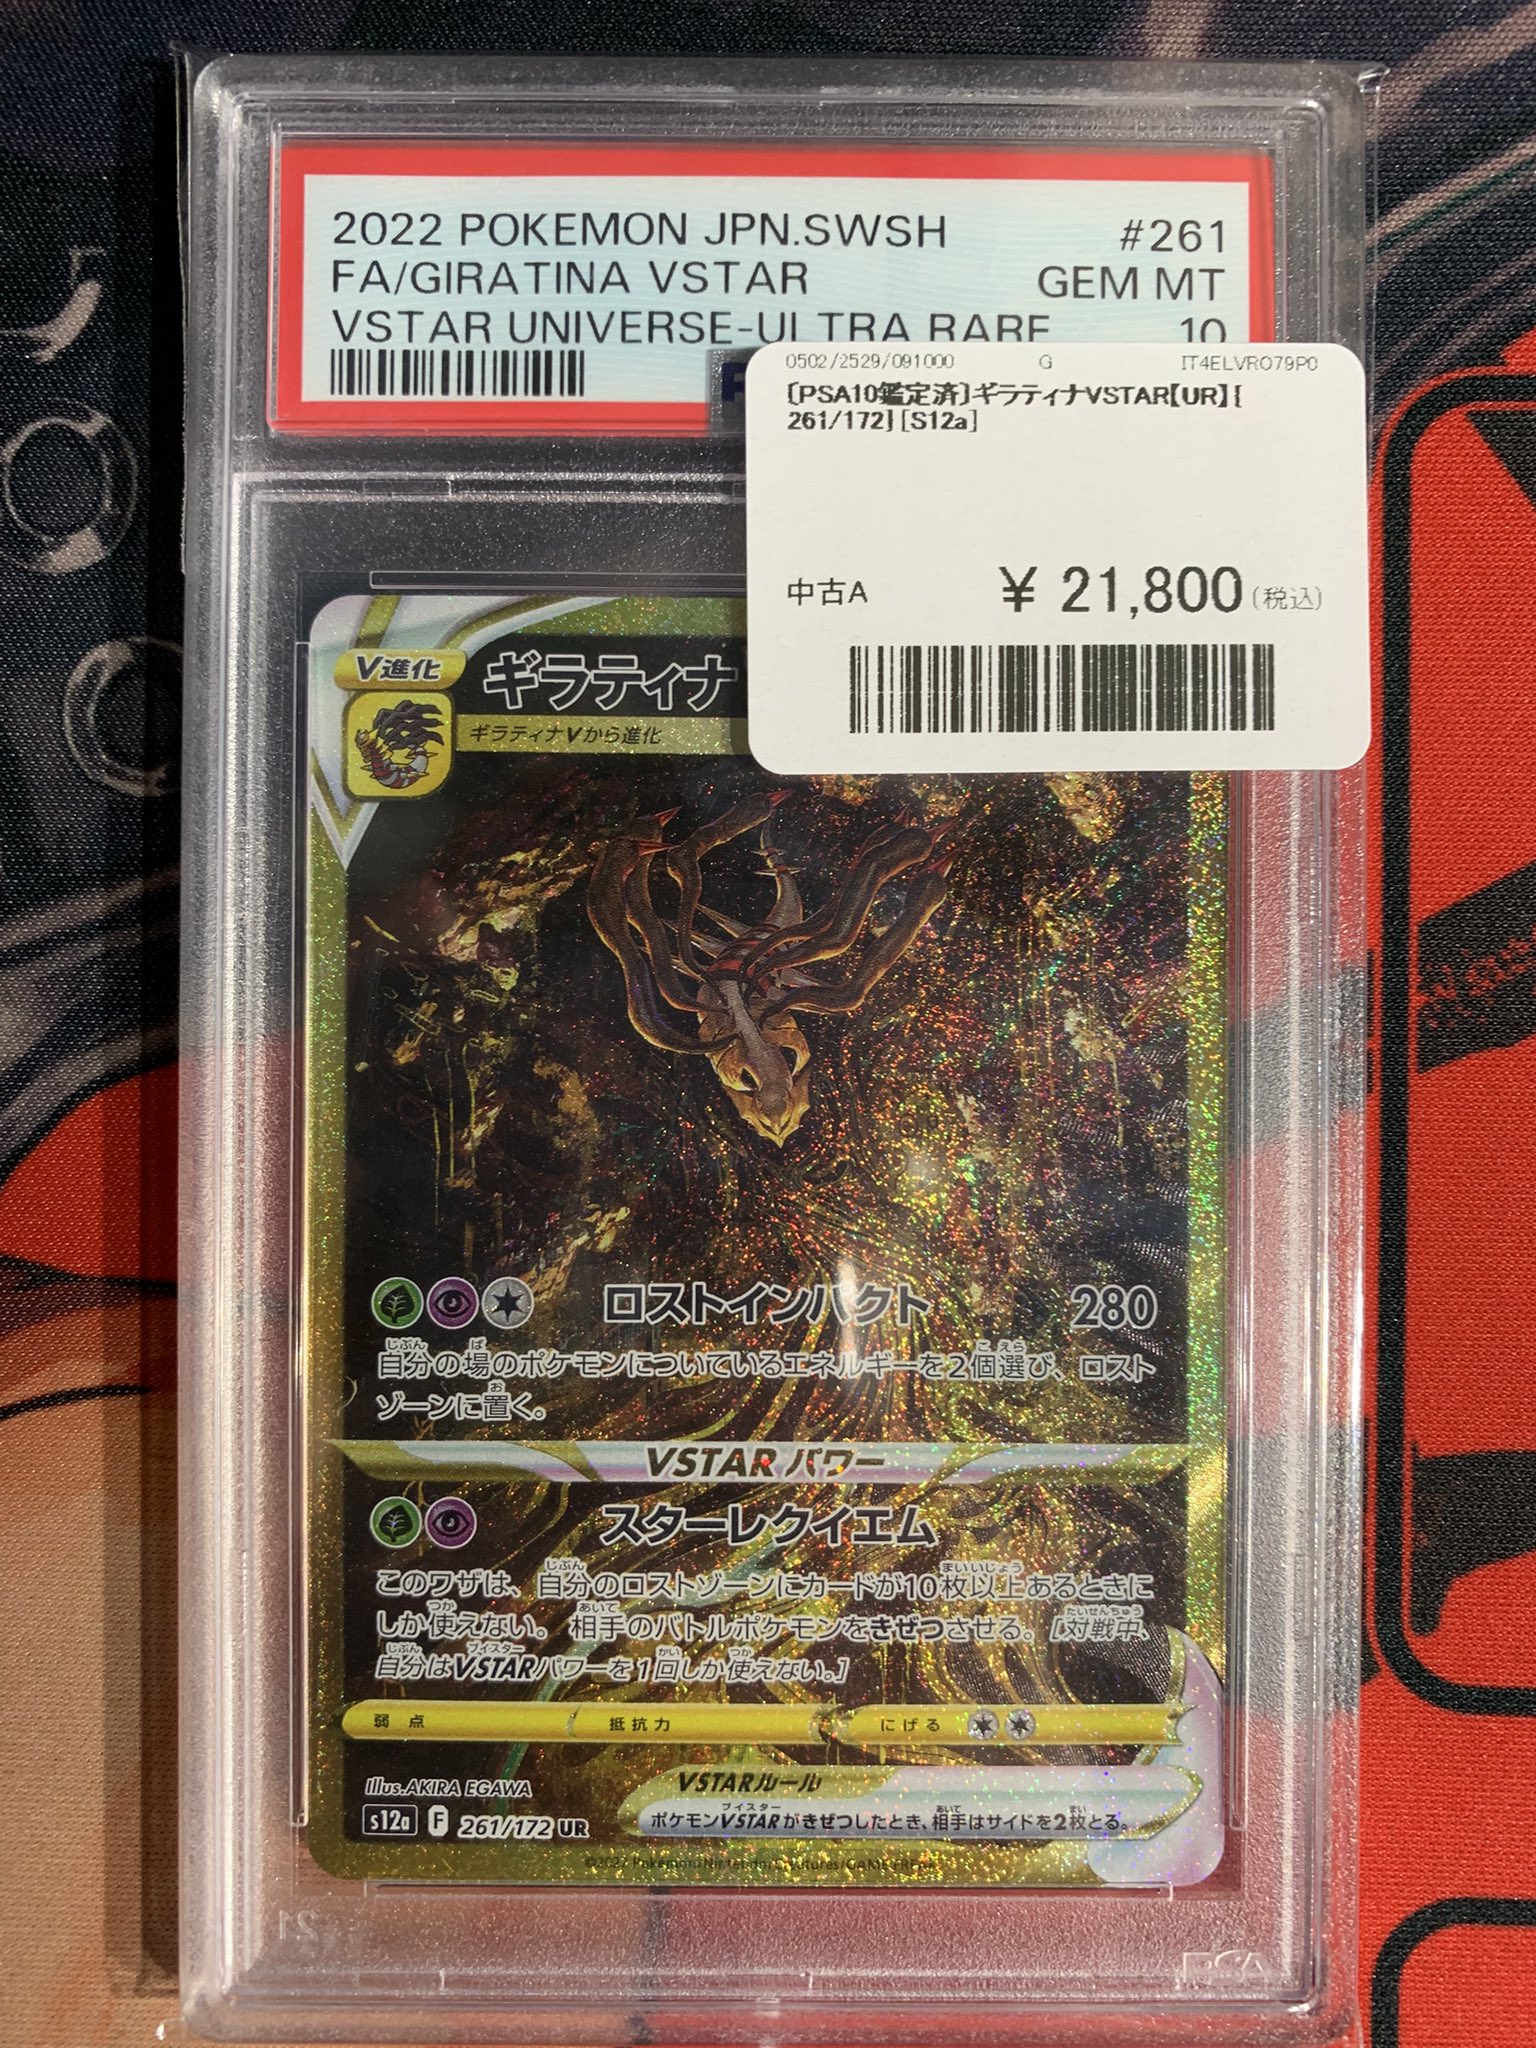 2022 POKEMON JPN.SWSH #261
FA/GIRATINA VSTAR GEM MT
VSTAR UNIVERSE-ULTRA RARE 10
0502/2529/091000 G IT4ELVRO79P0
〔PSA10鑑定済〕ギラティナVSTAR【UR】{
261/172} [S12a]
中古A ¥ 21,800(税込)
V進化 ギラティナ
ギラティナVから進化
ロストインパクト 280
自分の場のポケモンについているエネルギーを2個選び、ロスト
ゾーンに置く。
VSTARパワー
スターレクイエム
このワザは、自分のロストゾーンにカードが10枚以上あるときに
しか使えない。相手のバトルポケモンをきぜつさせる。[対戦中、
自分はVSTARパワーを1回しか使えない。]
弱点 抵抗力 にげる
Illus.AKIRA EGAWA
VSTARルール
ポケモンVSTARがきぜつしたとき、相手はサイドを2枚とる。
s12a F 261/172 UR
©2022 Pokémon/Nintendo/Creatures/GAME FREAK
PSA